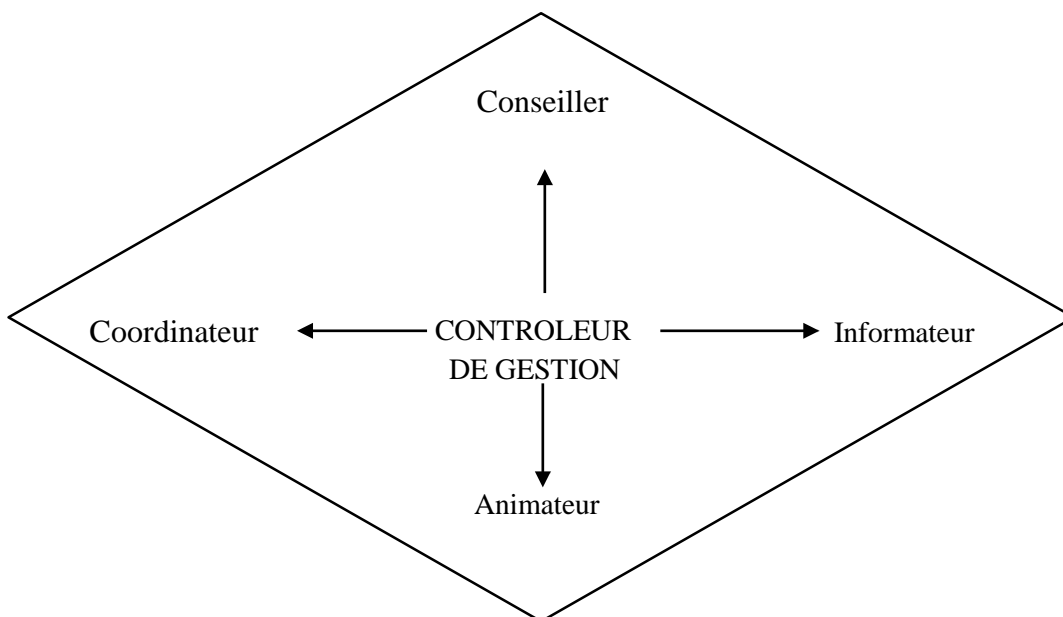 Conseiller
Coordinateur
CONTROLEUR
DE GESTION
Informateur
Animateur